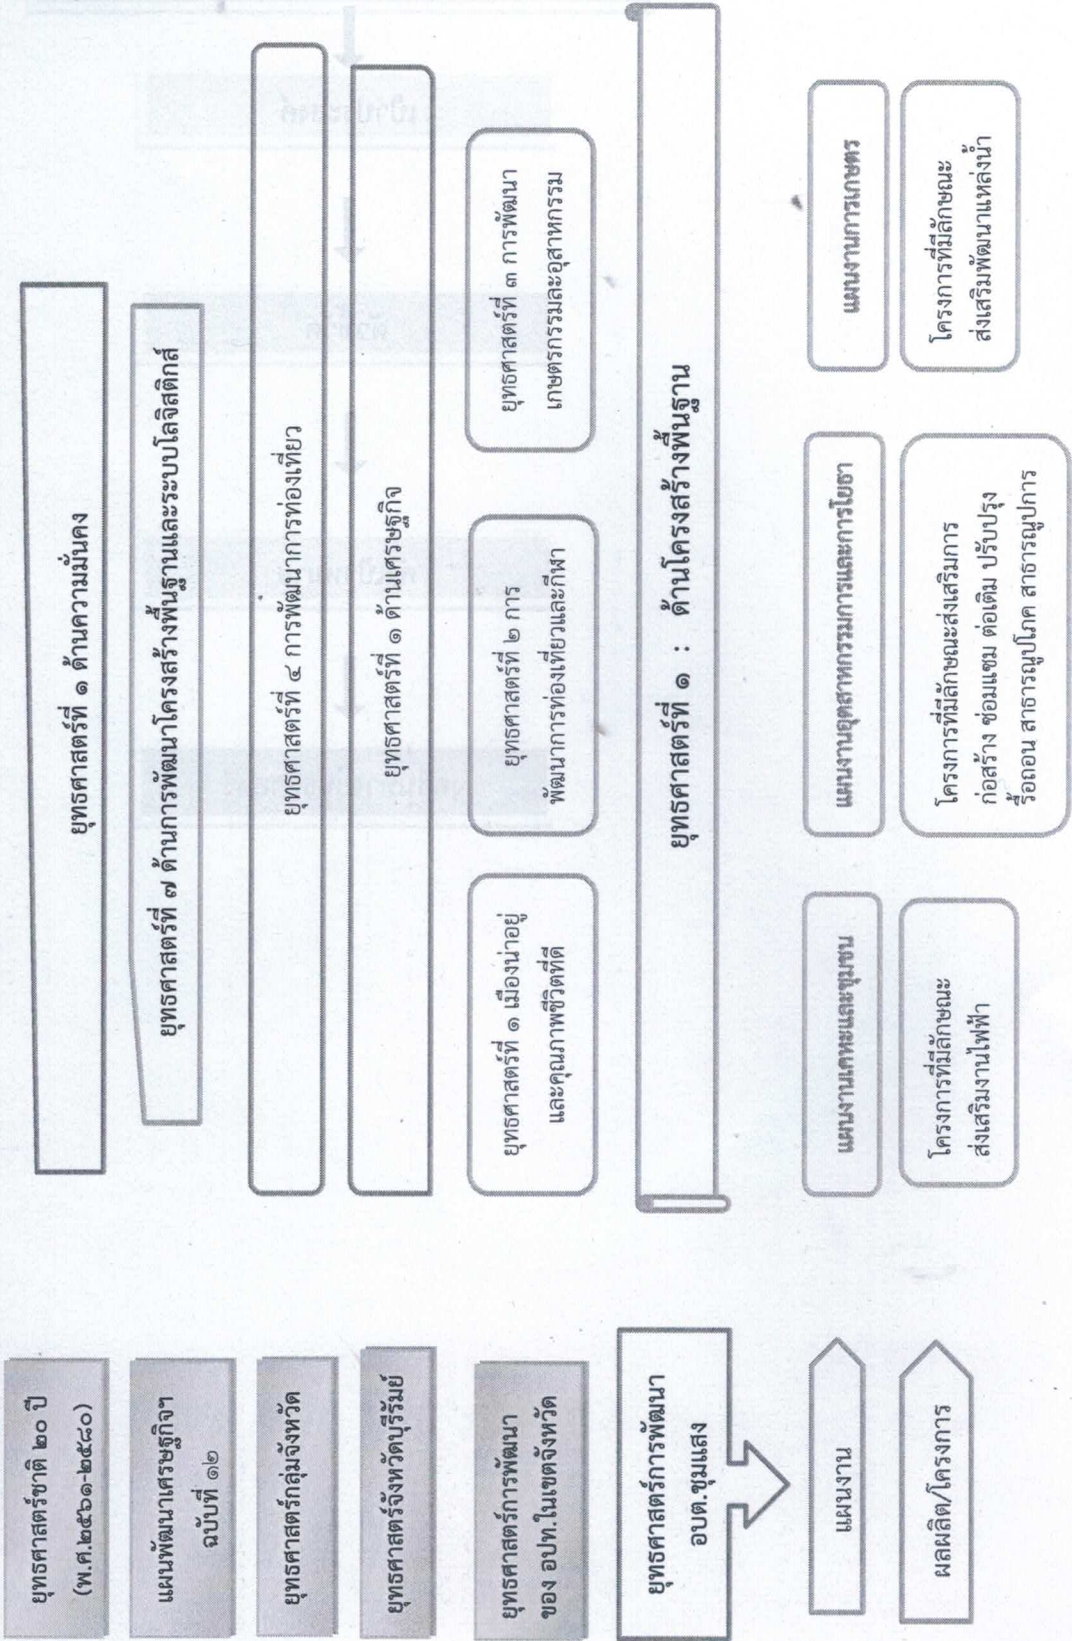 ยุทธศาสตร์ชาติ ๒๐ ปี
(พ.ศ.๒๕๖๑-๒๕๘๐)
ยุทธศาสตร์ที่ ๑ ด้านความมั่นคง
แผนพัฒนาเศรษฐกิจฯ
ฉบับที่ ๑๒
ยุทธศาสตร์ที่ ๗ ด้านการพัฒนาโครงสร้างพื้นฐานและระบบโลจิสติกส์
ยุทธศาสตร์กลุ่มจังหวัด
ยุทธศาสตร์ที่ ๔ การพัฒนาการท่องเที่ยว
ยุทธศาสตร์จังหวัดบุรีรัมย์
ยุทธศาสตร์ที่ ๑ ด้านเศรษฐกิจ
ยุทธศาสตร์การพัฒนา
ของ อปท.ในเขตจังหวัด
ยุทธศาสตร์ที่ ๑ เมืองน่าอยู่
และคุณภาพชีวิตที่ดี
ยุทธศาสตร์ที่ ๒ การ
พัฒนาการท่องเที่ยวและกีฬา
ยุทธศาสตร์ที่ ๓ การพัฒนา
เกษตรกรรมละอุสาหกรรม
ยุทธศาสตร์การพัฒนา
อบต.ชุมแสง
ยุทธศาสตร์ที่ ๑ : ด้านโครงสร้างพื้นฐาน
แผนงาน
แผนงานเคหะและชุมชน
แผนงานอุตสาหกรรมการและการโยธา
แผนงานการเกษตร
ผลผลิต/โครงการ
โครงการที่มีลักษณะ
ส่งเสริมงานไฟฟ้า
โครงการที่มีลักษณะส่งเสริมการ
ก่อสร้าง ซ่อมแซม ต่อเติม ปรับปรุง
รื้อถอน สาธารณูปโภค สาธารณูปการ
โครงการที่มีลักษณะ
ส่งเสริมพัฒนาแหล่งน้ำ